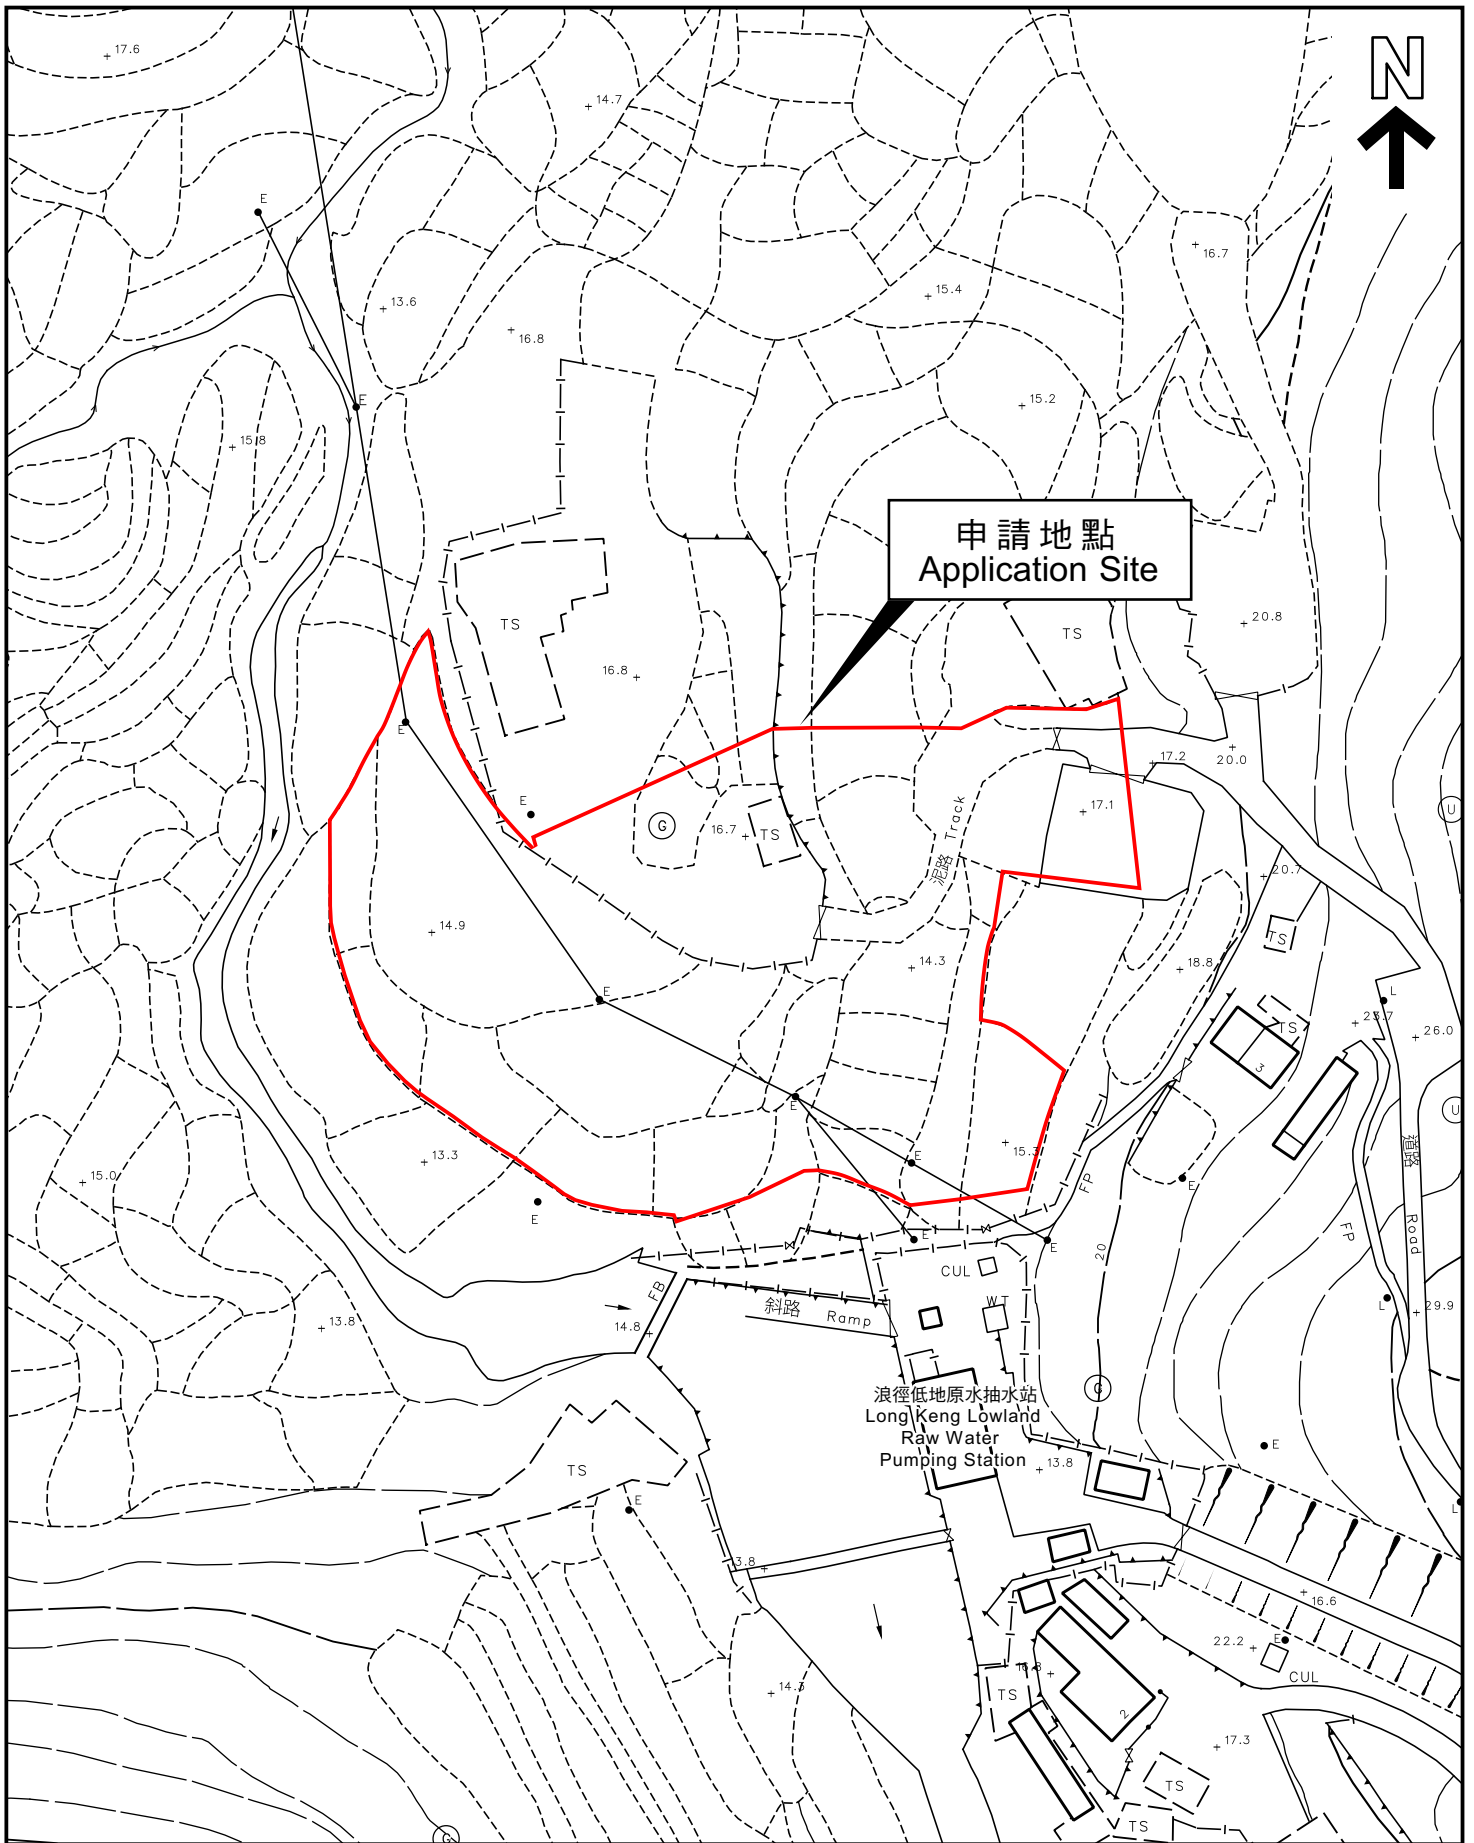 17.6
N
14.7
E
16.7
15.4
13.6
16.8
15.2
E
15.8
申請地點
Application Site
TS
TS
20.8
16.8
E
20.0
17.2
E
17.1
U
G
16.7
TS
泥路 Track
20.7
14.9
TS
14.3
18.8
E
L
TS
23.7
26.0
3
E
U
E
15.3
道路
Road
13.3
15.0
FP
E
E
FP
E
E
20
CUL
FB
WT
L
斜路 Ramp
29.9
13.8
14.8
G
浪徑低地原水抽水站
Long Keng Lowland
Raw Water
Pumping Station
E
13.8
TS
E
L
13.8
16.6
E
22.2
CUL
16.8
TS
14.3
2
17.3
TS
TS
G